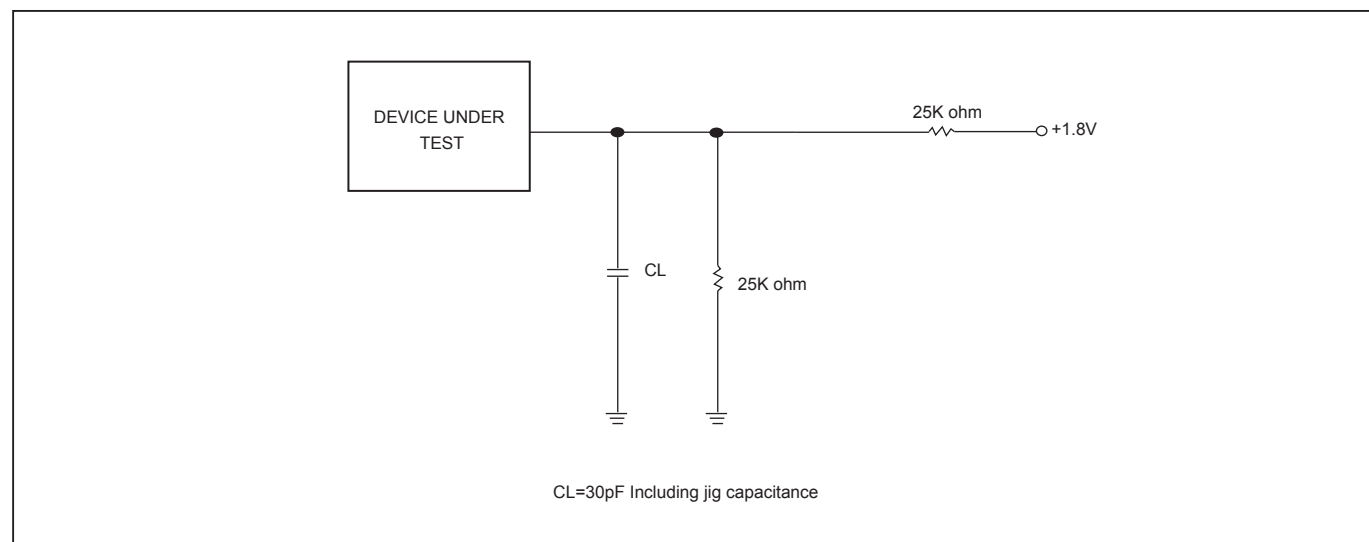 DEVICE UNDER
TEST
25K ohm
+1.8V
CL
25K ohm
CL=30pF Including jig capacitance